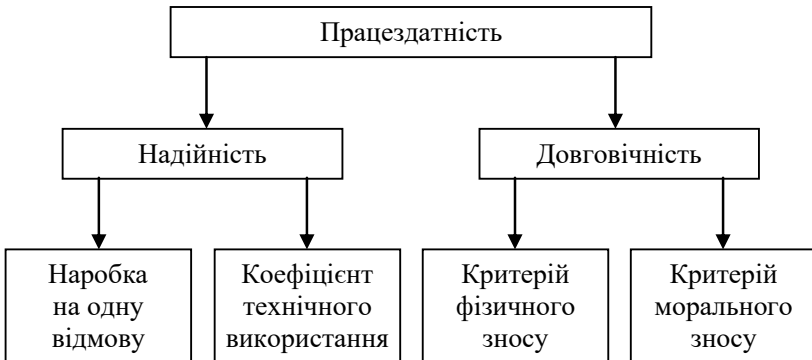 Працездатність
Надійність
Довговічність
Наробка
на одну
відмову
Коефіцієнт
технічного
використання
Критерій
фізичного
зносу
Критерій
морального
зносу